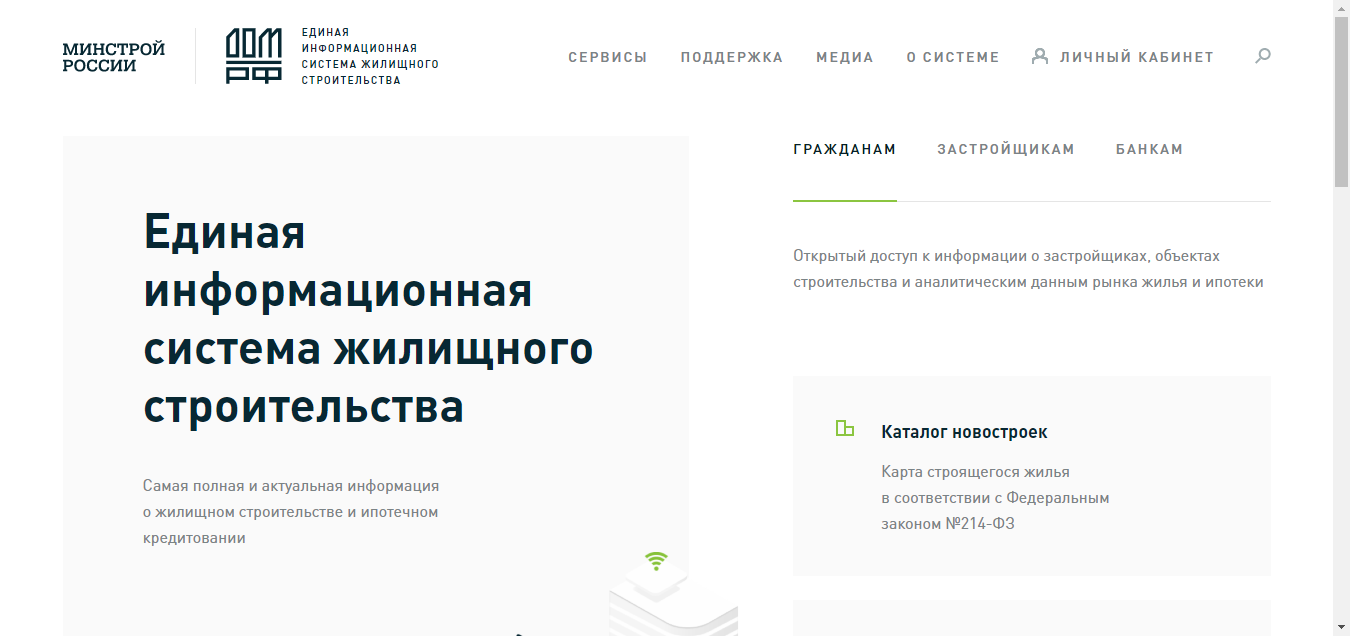 МИНСТРОЙ
РОССИИ
ДОМ
РФ
ЕДИНАЯ
ИНФОРМАЦИОННАЯ
СИСТЕМА ЖИЛИЩНОГО
СТРОИТЕЛЬСТВА
СЕРВИСЫ ПОДДЕРЖКА МЕДИА О СИСТЕМЕ ЛИЧНЫЙ КАБИНЕТ
Единая
информационная
система жилищного
строительства
Самая полная и актуальная информация
о жилищном строительстве и ипотечном
кредитовании
ГРАЖДАНАМ ЗАСТРОЙЩИКАМ БАНКАМ
Открытый доступ к информации о застройщиках, объектах
строительства и аналитическим данным рынка жилья и ипотеки
Каталог новостроек
Карта строящегося жилья
в соответствии с Федеральным
законом №214-ФЗ